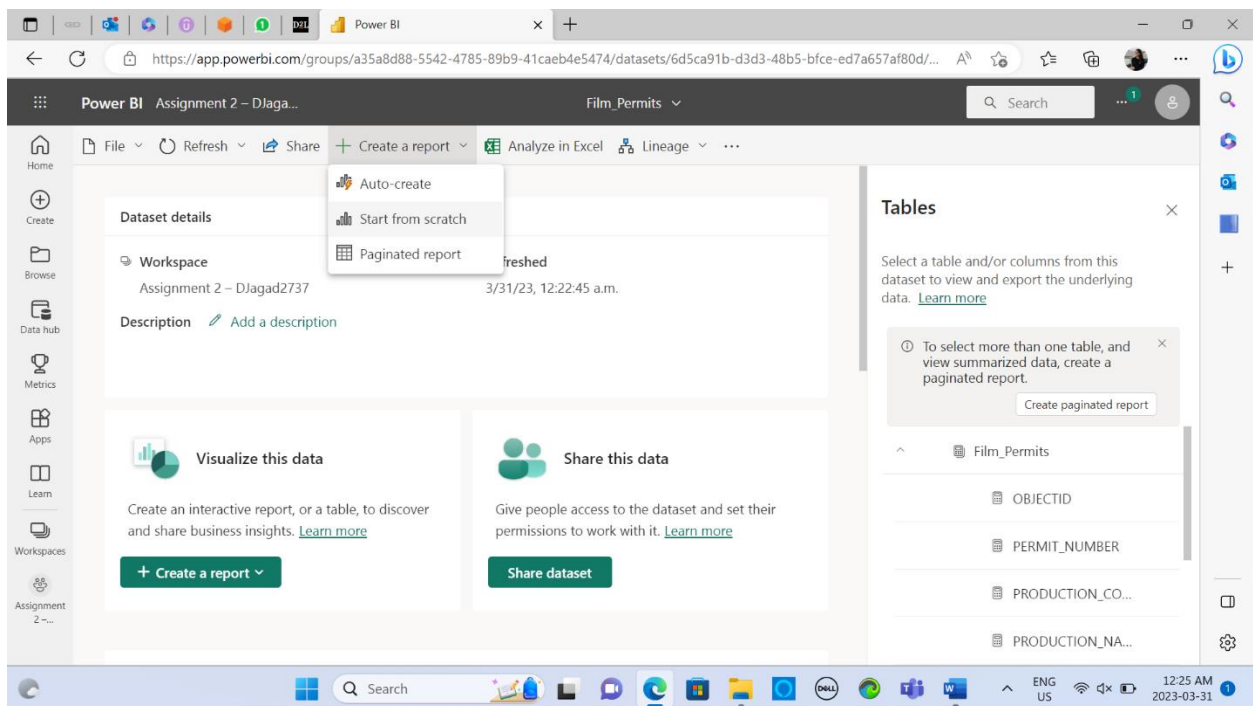 D2L
Power BI
https://app.powerbi.com/groups/a35a8d88-5542-4785-89b9-41caeb4e5474/datasets/6d5ca91b-d3d3-48b5-bfce-ed7a657af80d/...
Power BI Assignment 2 – DJaga...
Film_Permits
Search
... 1
File
Refresh
Share
Create a report
Analyze in Excel
Lineage
...
Auto-create
Start from scratch
Paginated report
Home
Create
Browse
Data hub
Metrics
Apps
Learn
Workspaces
Assignment
2 –...
Dataset details
Workspace
Assignment 2 – DJagad2737
freshed
3/31/23, 12:22:45 a.m.
Description Add a description
Visualize this data
Create an interactive report, or a table, to discover
and share business insights. Learn more
+ Create a report
Share this data
Give people access to the dataset and set their
permissions to work with it. Learn more
Share dataset
Tables
Select a table and/or columns from this
dataset to view and export the underlying
data. Learn more
To select more than one table, and
view summarized data, create a
paginated report.
Create paginated report
Film_Permits
OBJECTID
PERMIT_NUMBER
PRODUCTION_CO...
PRODUCTION_NA...
Search
DELL
ENG
US
12:25 AM
2023-03-31
1